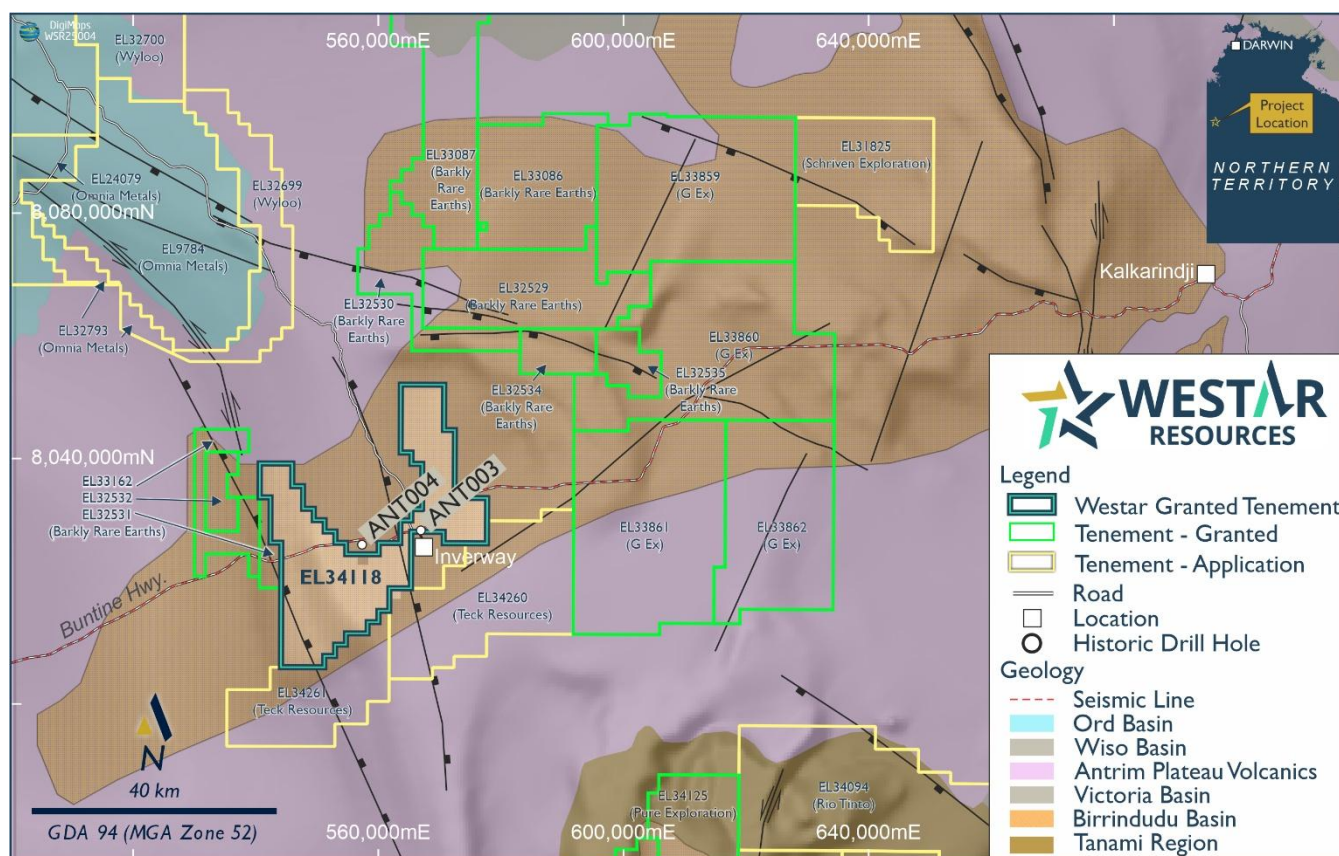 DigiMaps
WSR25004
EL32700
(Wyloo)
560,000mE
600,000mE
640,000mE
DARWIN
Project
Location
NORTHERN
TERRITORY
EL24079
(Omnia Metals)
EL32699
(Wyloo)
EL33087
(Barkly
Rare
Earths)
EL33086
(Barkly Rare Earths)
EL33859
(G Ex)
EL31825
(Schriven Exploration)
8,080,000mN
EL9784
(Omnia Metals)
Kalkarindji
EL32793
(Omnia Metals)
EL32530
(Barkly Rare
Earths)
EL32529
(Barkly Rare Earths)
EL33860
(G Ex)
EL32534
(Barkly Rare
Earths)
EL32535
(Barkly Rare
Earths)
8,040,000mN
EL33162
EL32532
EL32531
(Barkly Rare Earths)
ANT004
ANT003
Inverway
EL34118
EL33861
(G Ex)
EL33862
(G Ex)
Buntine Hwy.
EL34260
(Teck Resources)
EL34261
(Teck Resources)
EL34125
(Pure Exploration)
EL34094
(Rio Tinto)
N
40 km
GDA 94 (MGA Zone 52)
560,000mE
600,000mE
640,000mE
WESTAR
RESOURCES
Legend
Westar Granted Tenement
Tenement - Granted
Tenement - Application
Road
Location
Historic Drill Hole
Geology
Seismic Line
Ord Basin
Wiso Basin
Antrim Plateau Volcanics
Victoria Basin
Birrindudu Basin
Tanami Region